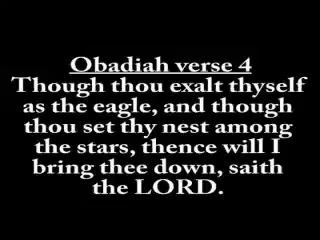 Obadiah verse 4
Though thou exalt thyself
as the eagle, and though
thou set thy nest among
the stars, thence will I
bring thee down, saith
the LORD.